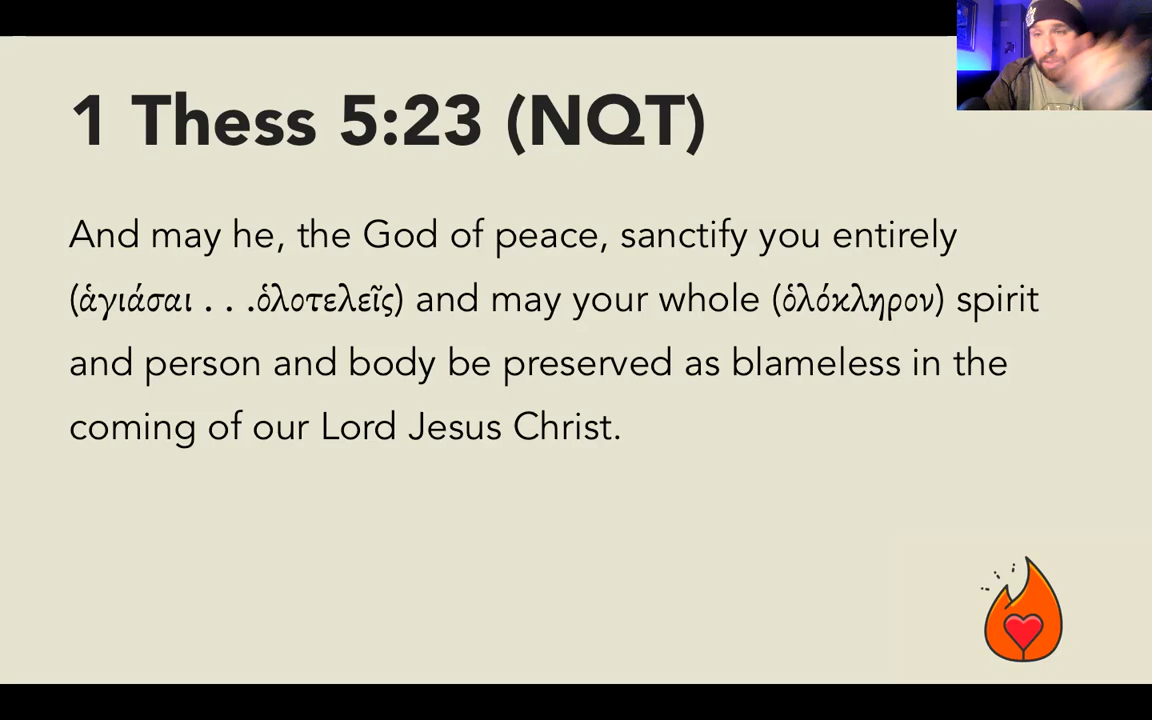 1 Thess 5:23 (NQT)
And may he, the God of peace, sanctify you entirely
(ἁγιάσαι . . .ὁλοτελεῖς) and may your whole (ὁλόκληρον) spirit
and person and body be preserved as blameless in the
coming of our Lord Jesus Christ.